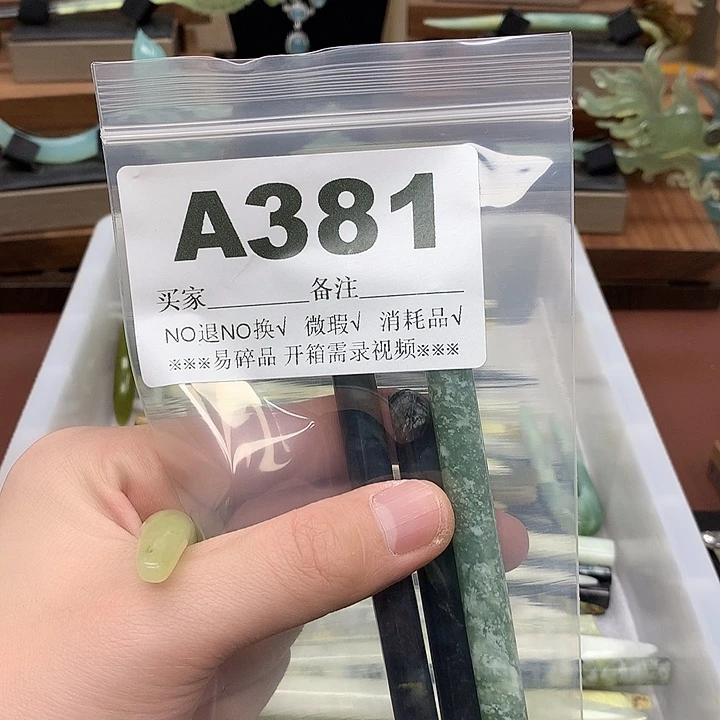 A381
买家________备注________
NO退NO换√ 微瑕√ 消耗品√
※※※易碎品 开箱需录视频※※※